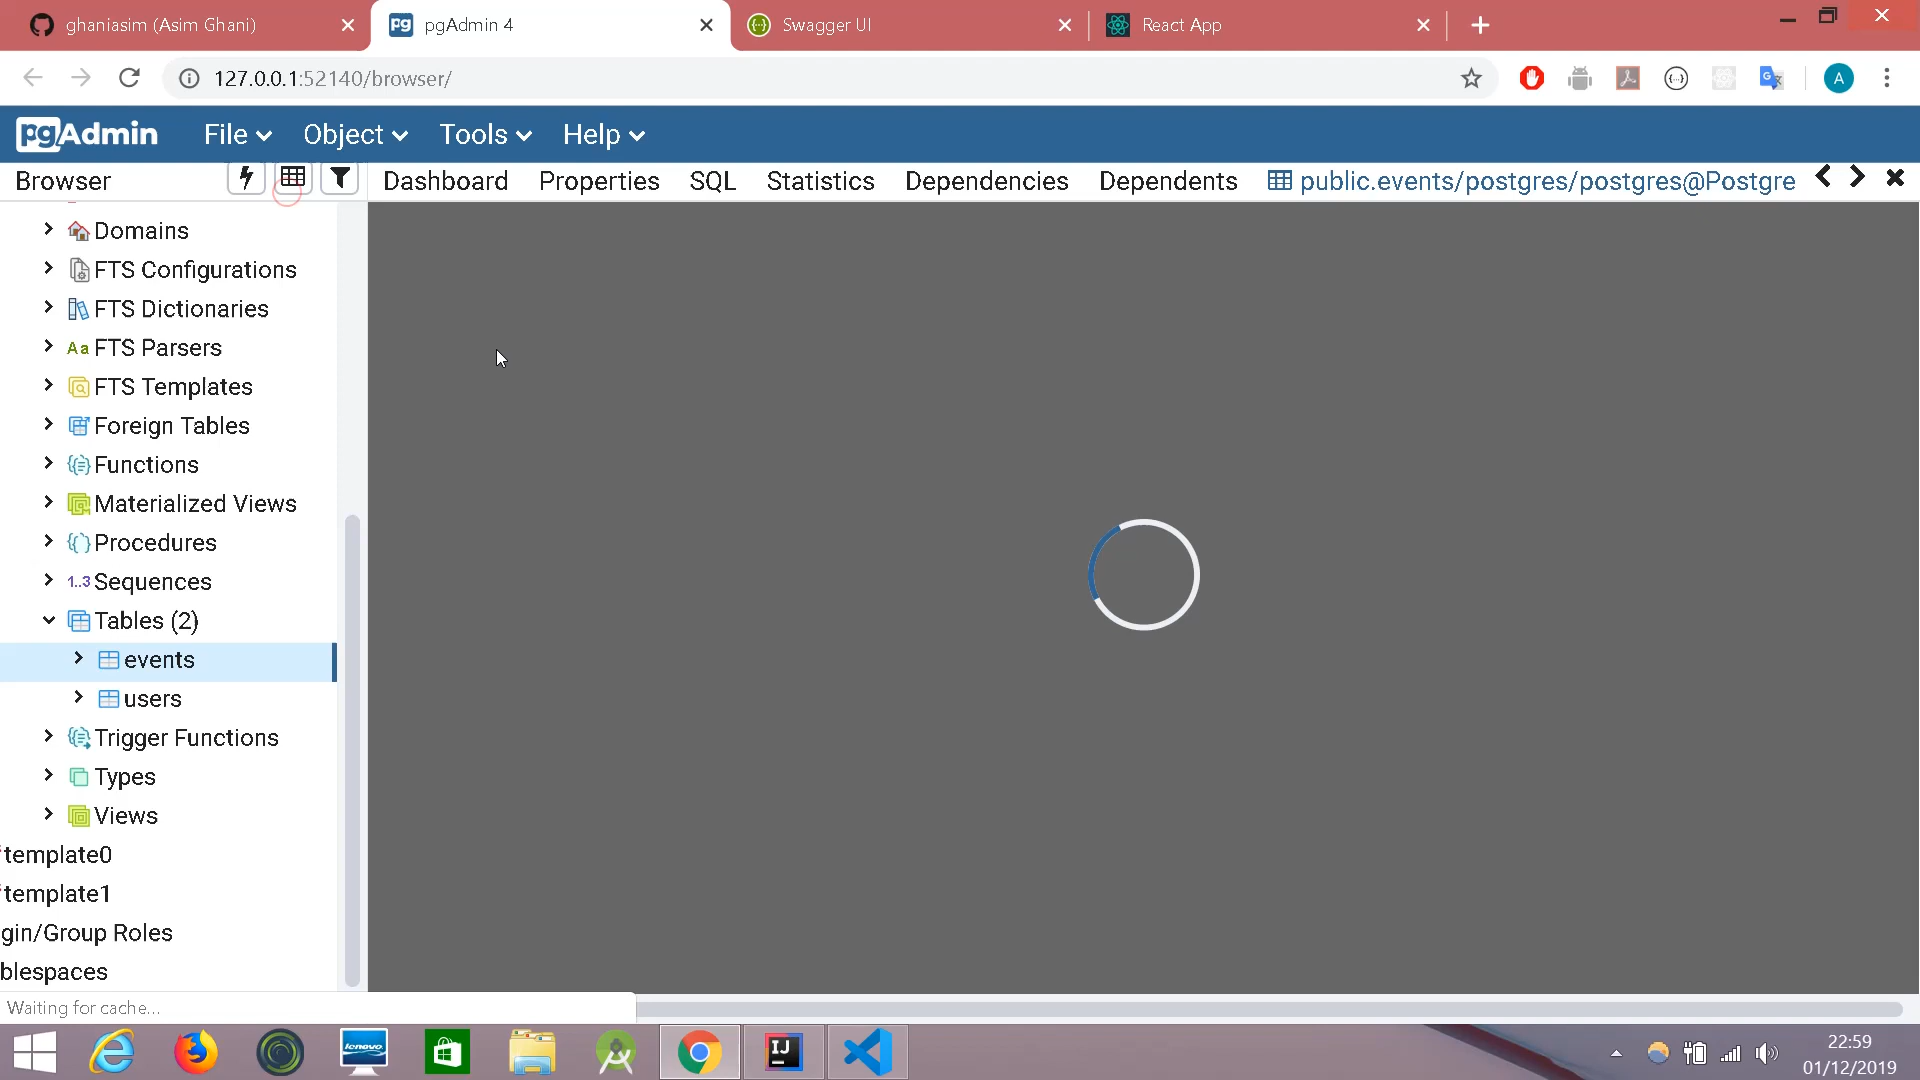 ghaniasim (Asim Ghani)
pgAdmin 4
Swagger UI
React App
127.0.0.1:52140/browser/
A
pgAdmin
File
Object
Tools
Help
Browser
Dashboard
Properties
SQL
Statistics
Dependencies
Dependents
public.events/postgres/postgres@Postgre
Domains
FTS Configurations
FTS Dictionaries
Aa FTS Parsers
FTS Templates
Foreign Tables
Functions
Materialized Views
Procedures
1..3 Sequences
Tables (2)
events
users
Trigger Functions
Types
Views
template0
template1
gin/Group Roles
blespaces
Waiting for cache...
lenovo
IJ
22:59
01/12/2019